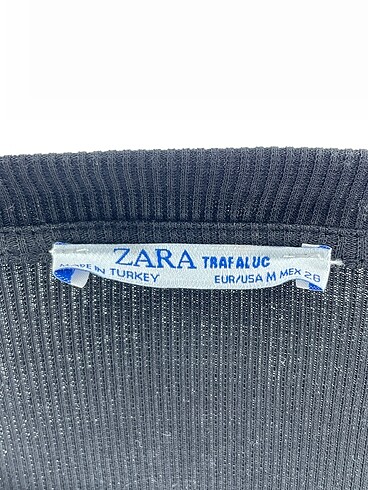 ZARA TRAFALUC
MADE IN TURKEY EUR/USA M MEX 28